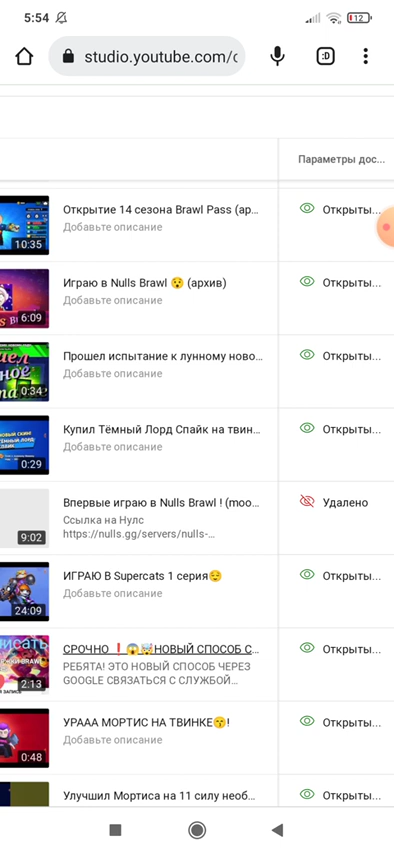 5:54
12
studio.youtube.com/c
:D
Параметры дос...
Открытие 14 сезона Brawl Pass (ар...
Добавьте описание
Открыты...
10:35
Играю в Nulls Brawl 😯 (архив)
Добавьте описание
Открыты...
6:09
Прошел испытание к лунному ново...
Добавьте описание
Открыты...
0:34
Купил Тёмный Лорд Спайк на твин...
Добавьте описание
Открыты...
0:29
Впервые играю в Nulls Brawl ! (moo...
Ссылка на Нулс
https://nulls.gg/servers/nulls-...
Удалено
9:02
ИГРАЮ В Supercats 1 серия😌
Добавьте описание
Открыты...
24:09
СРОЧНО ❗😱🤯НОВЫЙ СПОСОБ С...
РЕБЯТА! ЭТО НОВЫЙ СПОСОБ ЧЕРЕЗ
GOOGLE СВЯЗАТЬСЯ С СЛУЖБОЙ...
Открыты...
2:13
УРААА МОРТИС НА ТВИНКЕ😙!
Добавьте описание
Открыты...
0:48
Улучшил Мортиса на 11 силу необ...
Открыты...